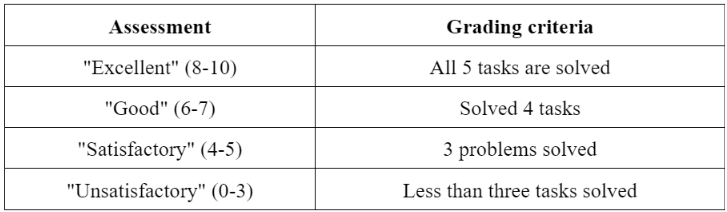 Assessment Grading criteria
"Excellent" (8-10) All 5 tasks are solved
"Good" (6-7) Solved 4 tasks
"Satisfactory" (4-5) 3 problems solved
"Unsatisfactory" (0-3) Less than three tasks solved